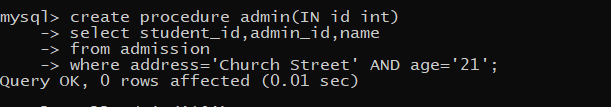 mysql> create procedure admin(IN id int)
-> select student_id,admin_id,name
-> from admission
-> where address='Church Street' AND age='21';
Query OK, 0 rows affected (0.01 sec)